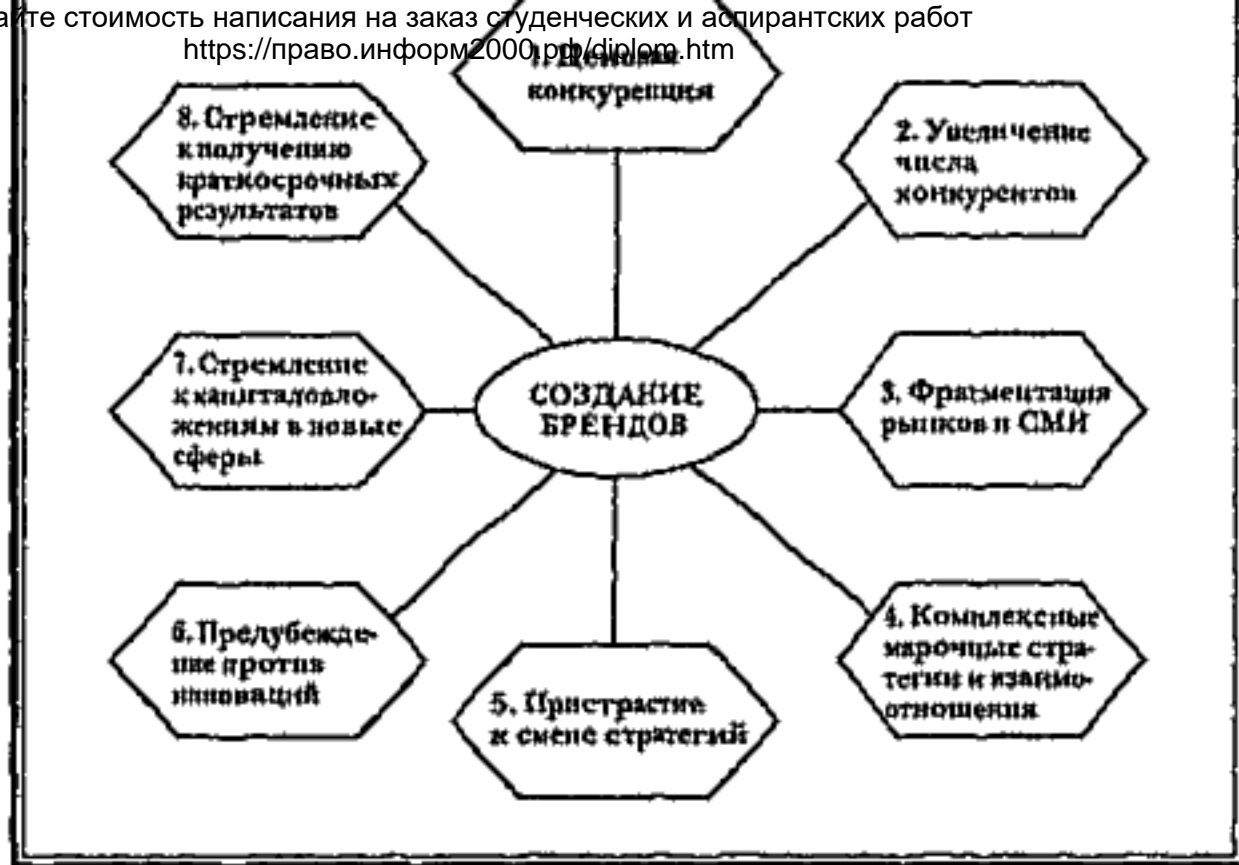 айте стоимость написания на заказ студенческих и аспирантских работ
https://право.информ2000.рф/diplom.htm
1. Ценовая
конкуренция
2. Увеличение
числа
конкурентов
3. Фрагментация
рынков и СМИ
4. Комплексные
марочные стра-
тегии и взаимо-
отношения
5. Пристрастие
к смене стратегий
6. Предубежде-
ние против
инноваций
7. Стремление
к капиталовло-
жениям в новые
сферы
8. Стремление
к получению
краткосрочных
результатов
СОЗДАНИЕ
БРЕНДОВ